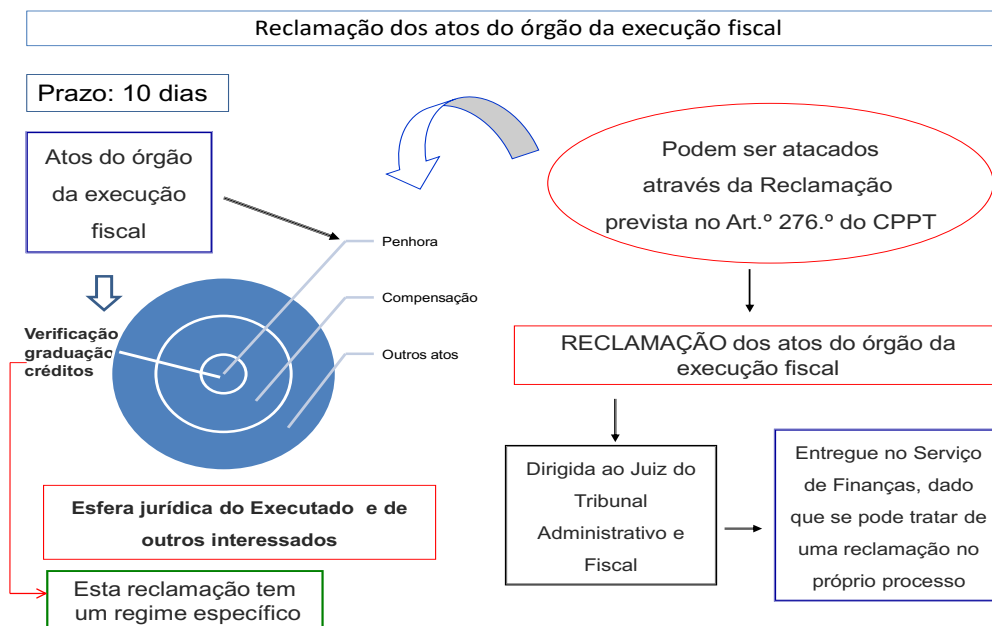 Reclamação dos atos do órgão da execução fiscal
Prazo: 10 dias
Atos do órgão
da execução
fiscal
Penhora
Compensação
Outros atos
Verificação
graduação
créditos
Esfera jurídica do Executado e de
outros interessados
Esta reclamação tem
um regime específico
Podem ser atacados
através da Reclamação
prevista no Art.º 276.º do CPPT
RECLAMAÇÃO dos atos do órgão da
execução fiscal
Dirigida ao Juiz do
Tribunal
Administrativo e
Fiscal
Entregue no Serviço
de Finanças, dado
que se pode tratar de
uma reclamação no
próprio processo